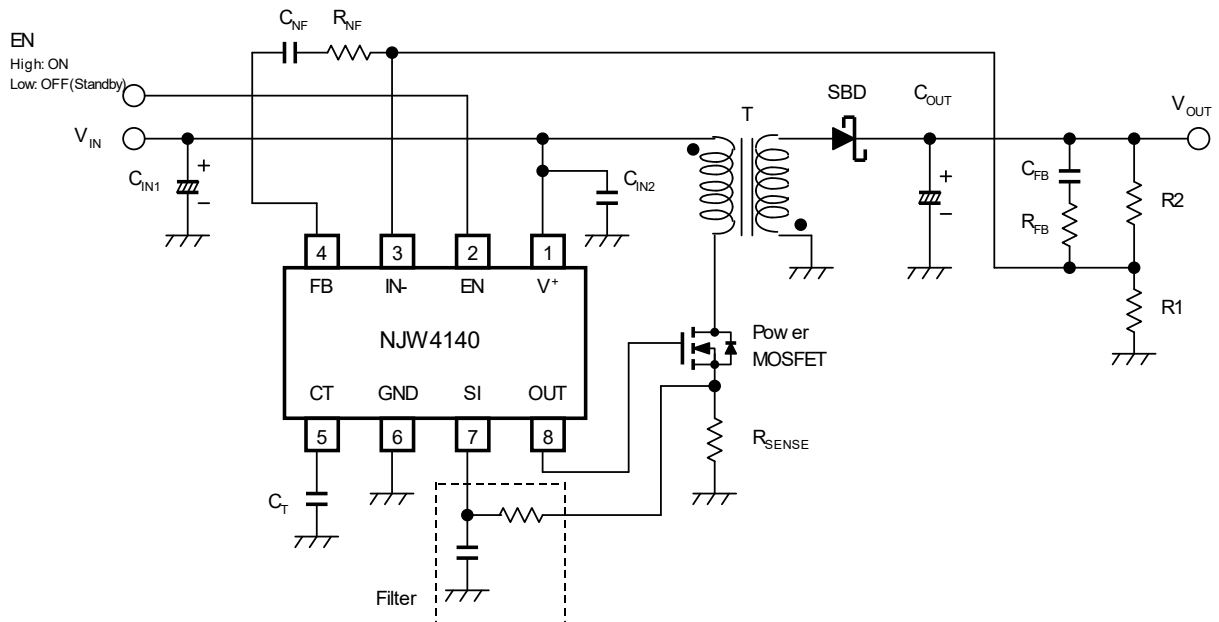 C_NF
R_NF
EN
High: ON
Low: OFF(Standby)
V_IN
C_IN1
+
−
C_IN2
T
SBD
C_OUT
+
−
V_OUT
C_FB
R_FB
R2
R1
4 3 2 1
FB IN- EN V⁺
NJW4140
CT GND SI OUT
5 6 7 8
Power
MOSFET
R_SENSE
C_T
Filter